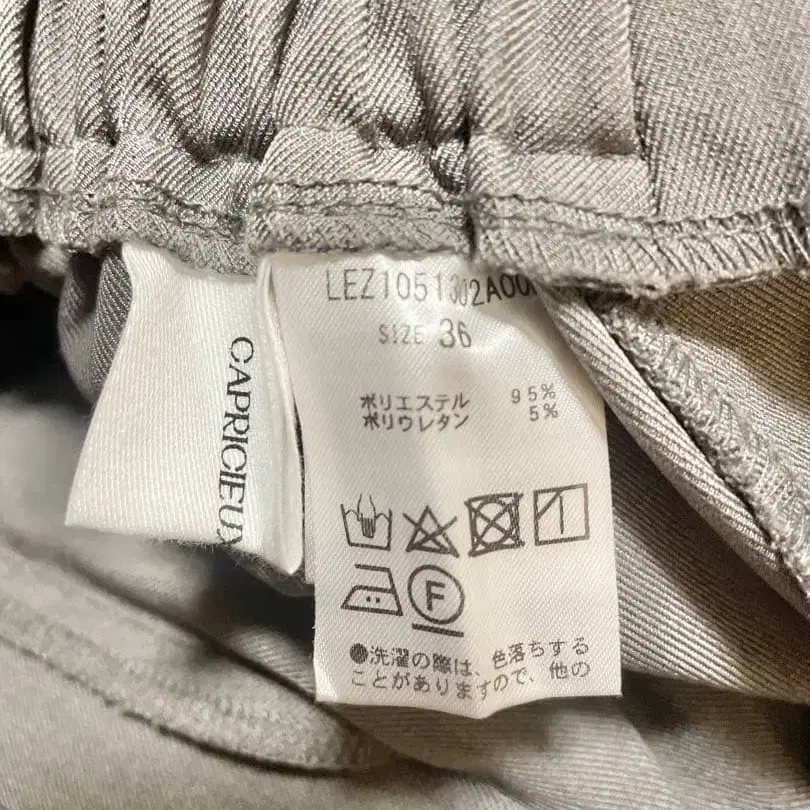 CAPRICIEUX
SIZE 36
ポリエステル 95%
ポリウレタン 5%
F
●洗濯の際は、色落ちする
ことがありますので、他の